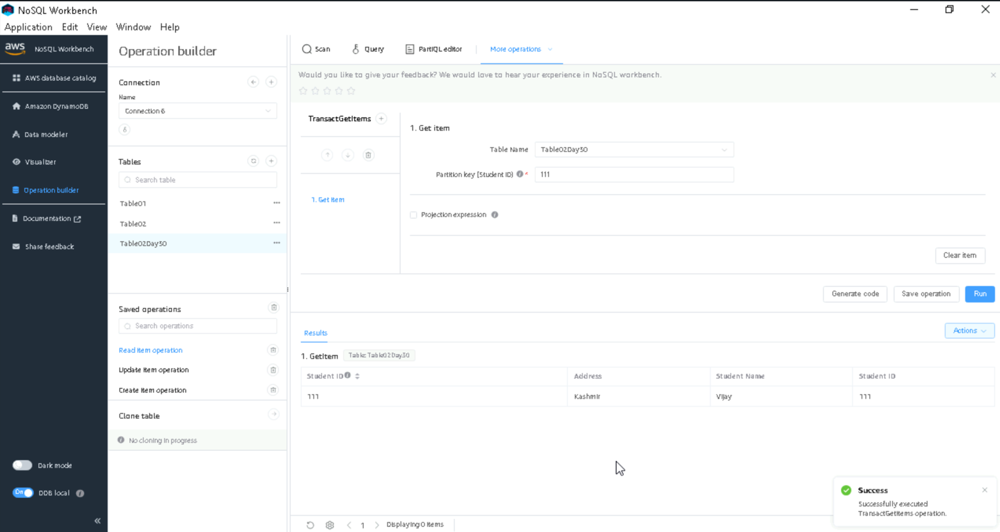 NoSQL Workbench
Application Edit View Window Help
aws NoSQL Workbench
AWS database catalog
Amazon DynamoDB
Data modeler
Visualizer
Operation builder
Documentation
Share feedback
Dark mode
On DDB local
«
Operation builder
Connection
Name
Connection 6
Tables
Search table
Table01
Table02
Table02Day30
Saved operations
Search operations
Read item operation
Update item operation
Create item operation
Clone table
No cloning in progress
Scan Query PartiQL editor More operations
Would you like to give your feedback? We would love to hear your experience in NoSQL workbench.
TransactGetItems
1. Get item
1. Get item
Table Name Table02Day30
Partition key [Student ID] * 111
Projection expression
Clear item
Generate code Save operation Run
Results Actions
1. GetItem Table: Table02Day30
Student ID Address Student Name Student ID
111 Kashmir Vijay 111
Success
Successfully executed
TransactGetItems operation.
1 Displaying 0 items